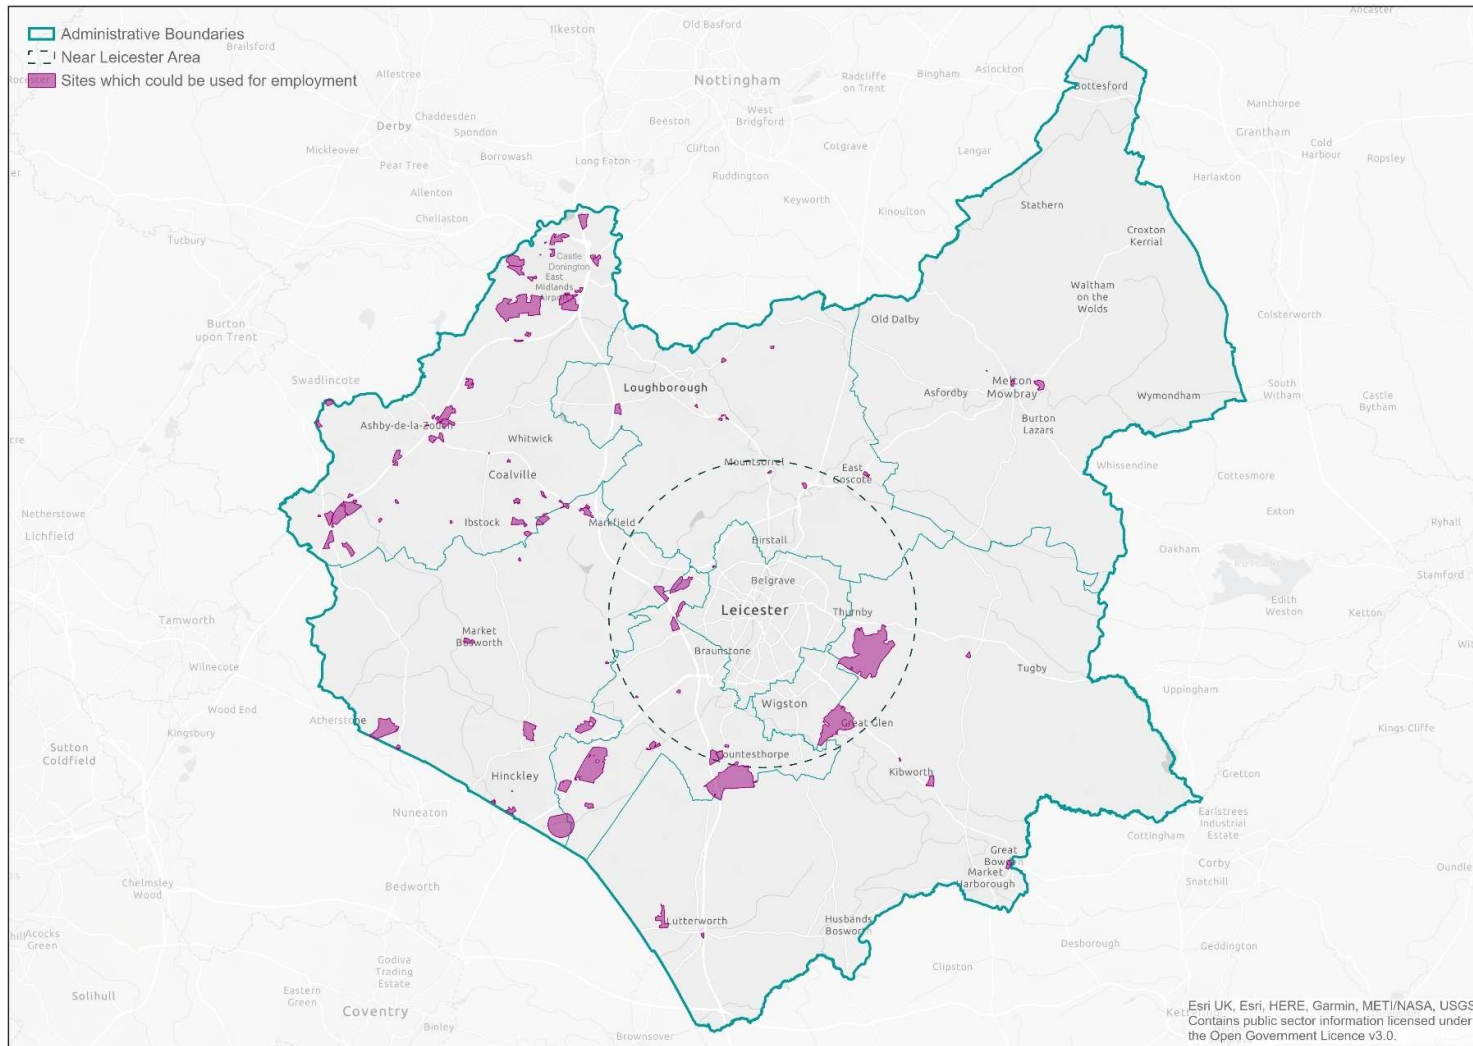 Administrative Boundaries
Near Leicester Area
Sites which could be used for employment
Ancaster
Old Basford
Ilkeston
Brailsford
Allestree
Nottingham
Radcliffe
on Trent
Bingham
Aslockton
Bottesford
Manthorpe
Grantham
Cold
Harbour
Ropsley
Chaddesden
Derby
Spondon
Beeston
West
Bridgford
Mickleover
Pear Tree
Borrowash
Long Eaton
Clifton
Cotgrave
Langar
Harlaxton
Ruddington
Allenton
Keyworth
Kinoulton
Chellaston
Stathern
Croxton
Kerrial
Tutbury
Castle
Donington
East
Midlands
Airport
Waltham
on the
Wolds
Colsterworth
Old Dalby
Burton
upon Trent
Swadlincote
Loughborough
Melton
Mowbray
Asfordby
Wymondham
South
Witham
Castle
Bytham
Burton
Lazars
Ashby-de-la-Zouch
Whitwick
Coalville
Mountsorrel
East
Goscote
Whissendine
Cottesmore
Netherstowe
Lichfield
Ibstock
Markfield
Exton
Ryhall
Birstall
Oakham
Stamford
Belgrave
Edith
Weston
Ketton
Leicester
Thurnby
Tamworth
Market
Bosworth
Braunstone
Tugby
Wilnecote
Uppingham
Wood End
Atherstone
Kingsbury
Wigston
Great Glen
Kings Cliffe
Sutton
Coldfield
Countesthorpe
Hinckley
Kibworth
Gretton
Nuneaton
Earlstrees
Industrial
Estate
Cottingham
Great
Bowden
Market
Harborough
Corby
Snatchill
Oundle
Chelmsley
Wood
Bedworth
Lutterworth
Husbands
Bosworth
Acocks
Green
Desborough
Geddington
Godiva
Trading
Estate
Clipston
Solihull
Eastern
Green
Coventry
Binley
Brownsover
Esri UK, Esri, HERE, Garmin, METI/NASA, USGS
Contains public sector information licensed under
the Open Government Licence v3.0.